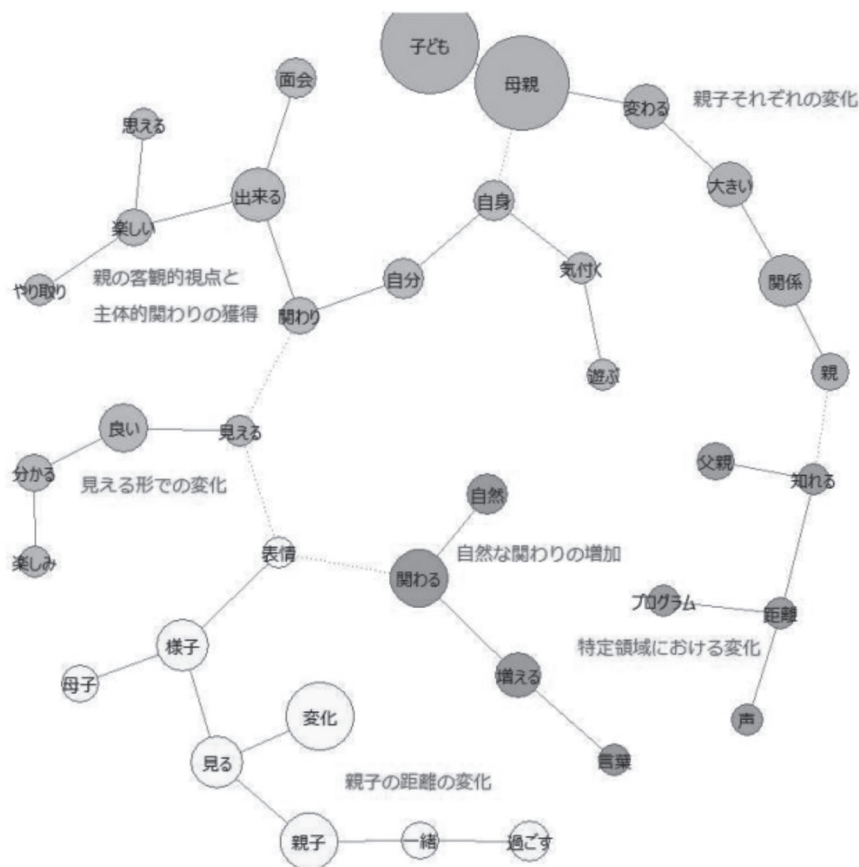 子ども
母親
面会
変わる
親子それぞれの変化
思える
大きい
出来る
自身
楽しい
気付く
親の客観的視点と
自分
関係
やり取り
主体的関わりの獲得
関わり
遊ぶ
親
良い
見える
分かる
見える形での変化
父親
知れる
自然
表情
自然な関わりの増加
楽しみ
関わる
プログラム
距離
様子
特定領域における変化
母子
増える
変化
声
見る
言葉
親子の距離の変化
親子
一緒
過ごす